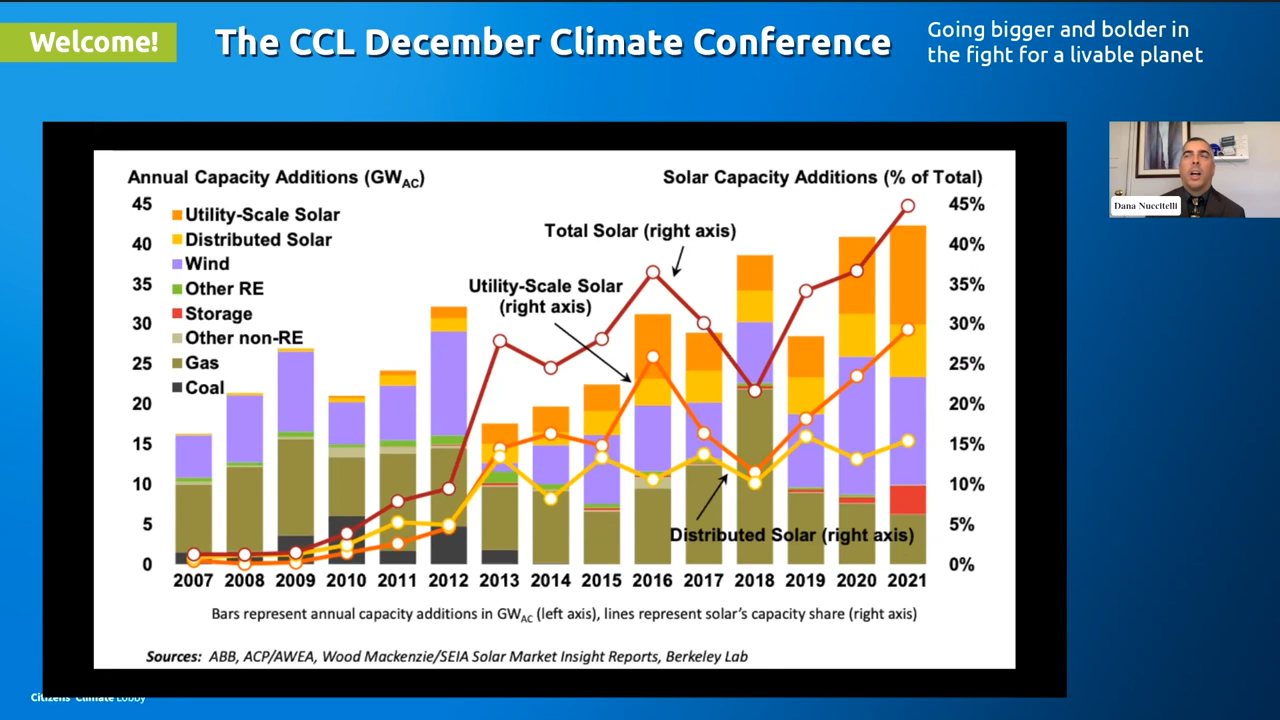 Welcome!
The CCL December Climate Conference
Going bigger and bolder in
the fight for a livable planet
Dana Nuccitelli
Annual Capacity Additions (GWAC)
Solar Capacity Additions (% of Total)
45
40
35
30
25
20
15
10
5
0
Utility-Scale Solar
Distributed Solar
Wind
Other RE
Storage
Other non-RE
Gas
Coal
Total Solar (right axis)
Utility-Scale Solar
(right axis)
Distributed Solar (right axis)
45%
40%
35%
30%
25%
20%
15%
10%
5%
0%
2007 2008 2009 2010 2011 2012 2013 2014 2015 2016 2017 2018 2019 2020 2021
Bars represent annual capacity additions in GWAC (left axis), lines represent solar's capacity share (right axis)
Sources: ABB, ACP/AWEA, Wood Mackenzie/SEIA Solar Market Insight Reports, Berkeley Lab
Citizens' Climate Lobby